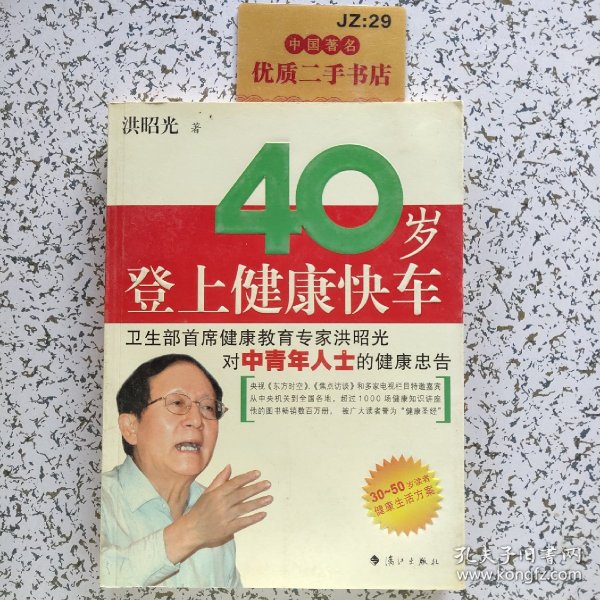 JZ:29
中国著名
优质二手书店
洪昭光 著
40岁
登上健康快车
卫生部首席健康教育专家洪昭光
对中青年人士的健康忠告
央视《东方时空》、《焦点访谈》和多家电视栏目特邀嘉宾
从中央机关到全国各地，超过1000场健康知识讲座
他的图书畅销数百万册，被广大读者誉为“健康圣经”
30~50岁读者
健康生活方案
漓江出版社
孔夫子旧书网
www.kongfz.com